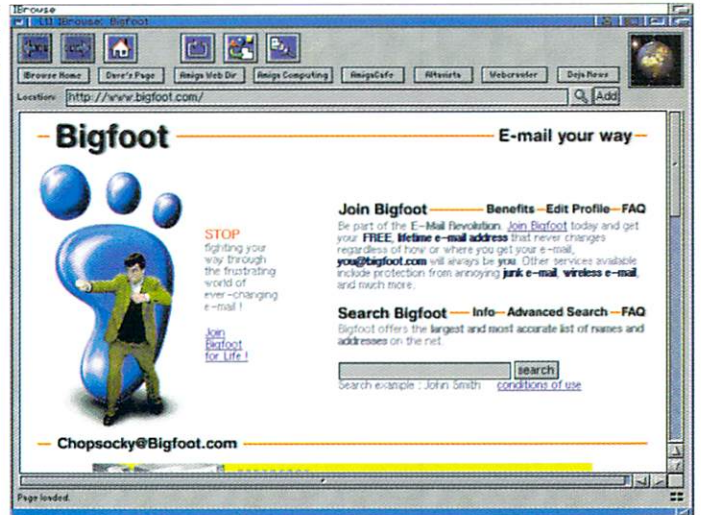 IBrowse
[1] IBrowse: Bigfoot
IBrowse Home Dave's Page Amiga Web Dir Amiga Computing AmigaCafe Altavista Webcrawler Deja News
Location: http://www.bigfoot.com/ Add
Bigfoot E-mail your way
Join Bigfoot Benefits Edit Profile FAQ
Be part of the E-Mail Revolution. Join Bigfoot today and get
your FREE, lifetime e-mail address that never changes
regardless of how or where you get your e-mail,
you@bigfoot.com will always be you. Other services available
include protection from annoying junk e-mail, wireless e-mail,
and much more.
STOP
fighting your
way through
the frustrating
world of
ever-changing
e-mail !
Join
Bigfoot
for Life !
Search Bigfoot Info Advanced Search FAQ
Bigfoot offers the largest and most accurate list of names and
addresses on the net.
search
Search example : John Smith conditions of use
Chopsocky@Bigfoot.com
Page loaded.